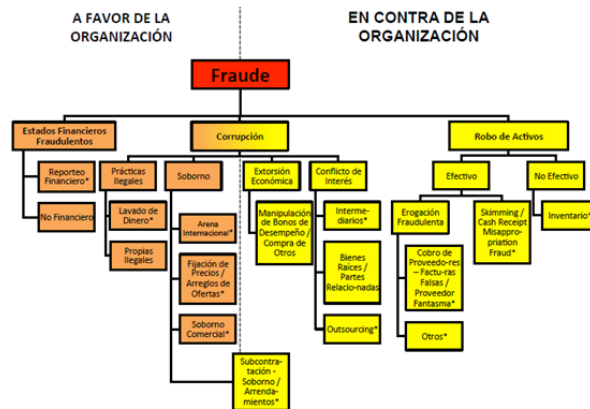 A FAVOR DE LA
ORGANIZACIÓN
EN CONTRA DE LA
ORGANIZACIÓN
Fraude
Estados Financieros
Fraudulentos
Corrupción
Robo de Activos
Reporteo
Financiero*
No Financiero
Prácticas
Ilegales
Lavado de
Dinero*
Propias
Ilegales
Soborno
Arena
Internacional*
Fijación de
Precios /
Arreglos de
Ofertas*
Soborno
Comercial*
Subcontra-
tación -
Soborno /
Arrenda-
mientos*
Extorsión
Económica
Manipulación
de Bonos de
Desempeño /
Compra de
Otros
Conflicto de
Interés
Interme-
diarios*
Bienes
Raíces /
Partes
Relacio-nadas
Outsourcing*
Efectivo
Erogación
Fraudulenta
Cobro de
Proveedo-res
– Factu-ras
Falsas /
Proveedor
Fantasma*
Otros*
Skimming /
Cash Receipt
Misappro-
priation
Fraud*
No Efectivo
Inventario*